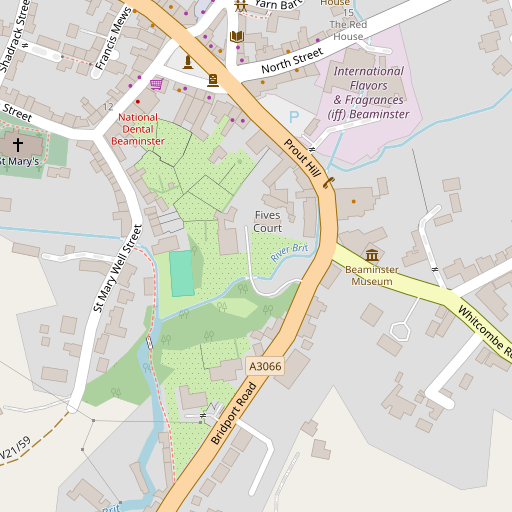 Yarn Bart
House
15
The Red
House
Shadrack Street
Francis Mews
North Street
International
Flavors
& Fragrances
(iff) Beaminster
12
Street
National
Dental
Beaminster
P
Prout Hill
St Mary's
Fives
Court
River Brit
St Mary Well Street
Beaminster
Museum
Whitcombe Ro
A3066
Bridport Road
W21/59
Brit